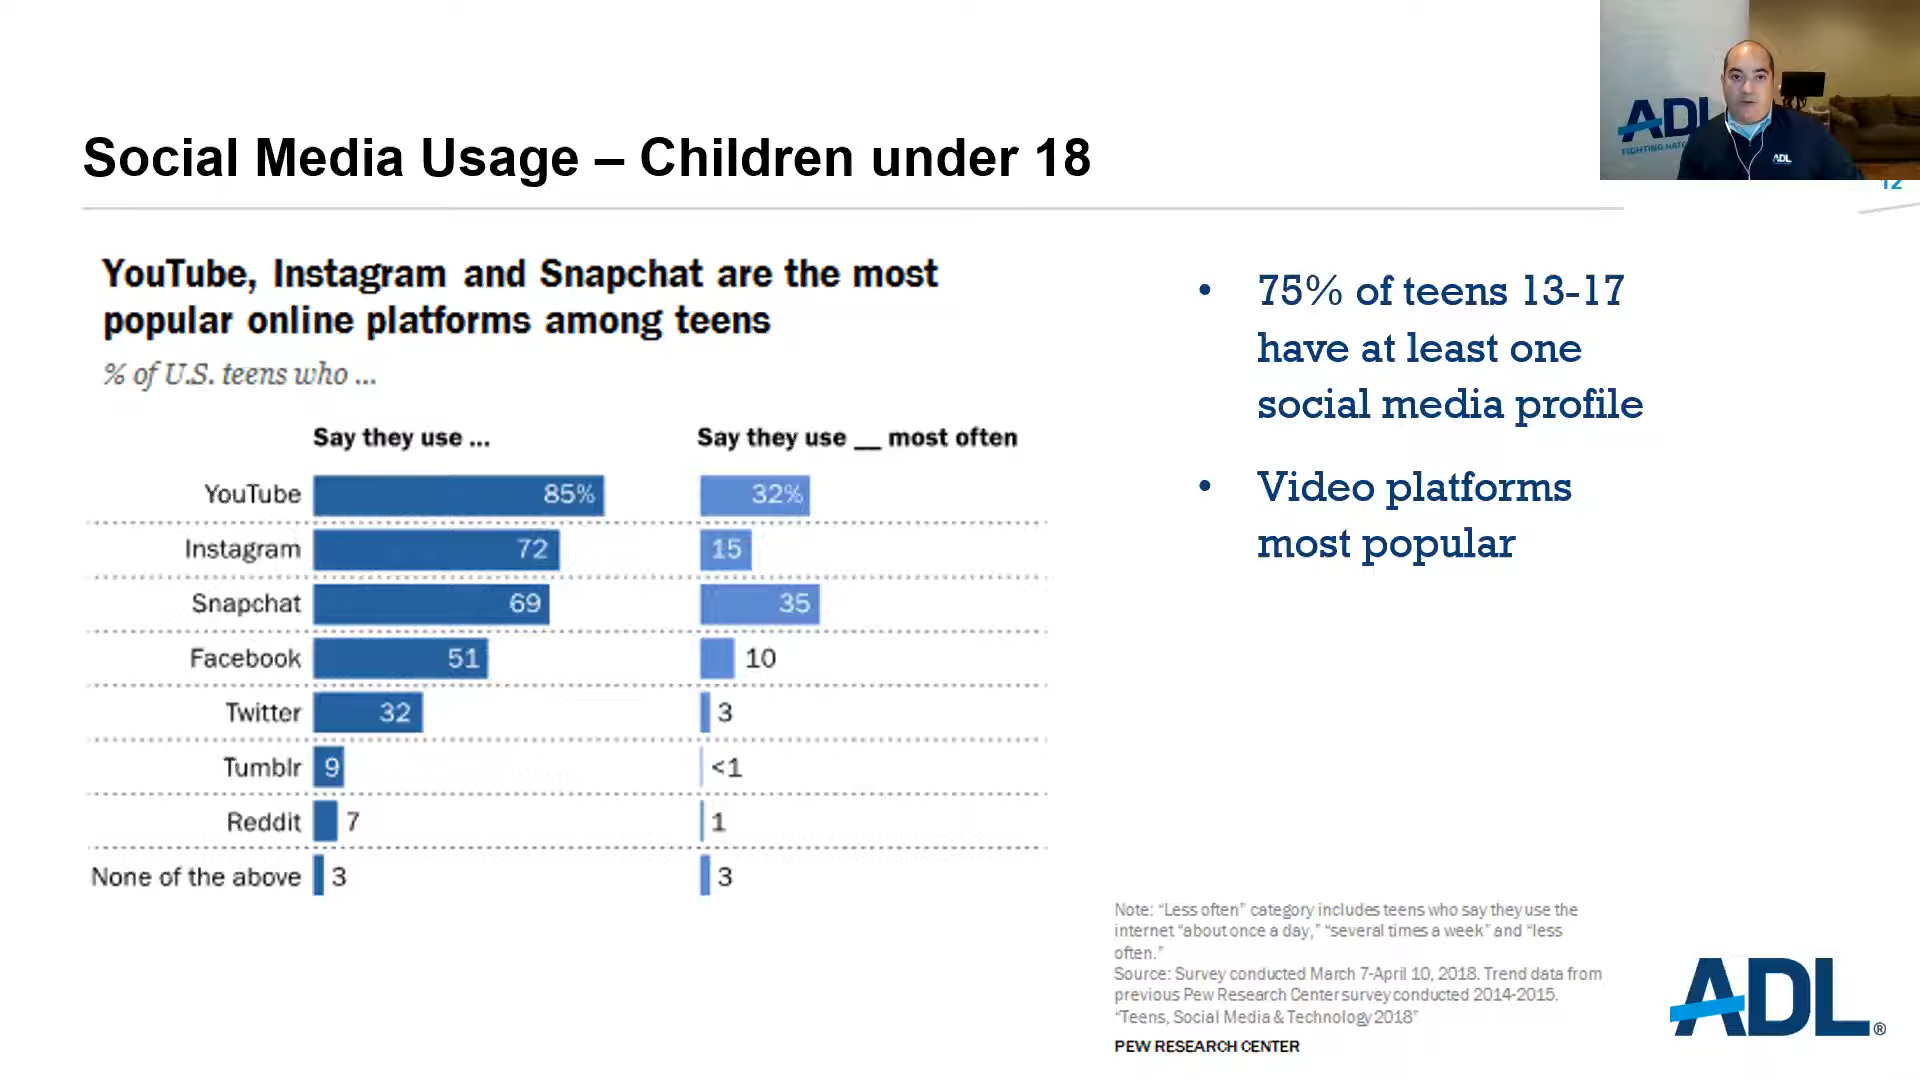 Social Media Usage – Children under 18
12
ADL
FIGHTING HATE
ADL
YouTube, Instagram and Snapchat are the most
popular online platforms among teens
% of U.S. teens who ...
Say they use ...
Say they use __ most often
YouTube 85% 32%
Instagram 72 15
Snapchat 69 35
Facebook 51 10
Twitter 32 3
Tumblr 9 <1
Reddit 7 1
None of the above 3 3
• 75% of teens 13-17
have at least one
social media profile
• Video platforms
most popular
Note: “Less often” category includes teens who say they use the
internet “about once a day,” “several times a week” and “less
often.”
Source: Survey conducted March 7-April 10, 2018. Trend data from
previous Pew Research Center survey conducted 2014-2015.
“Teens, Social Media & Technology 2018”
PEW RESEARCH CENTER
ADL®